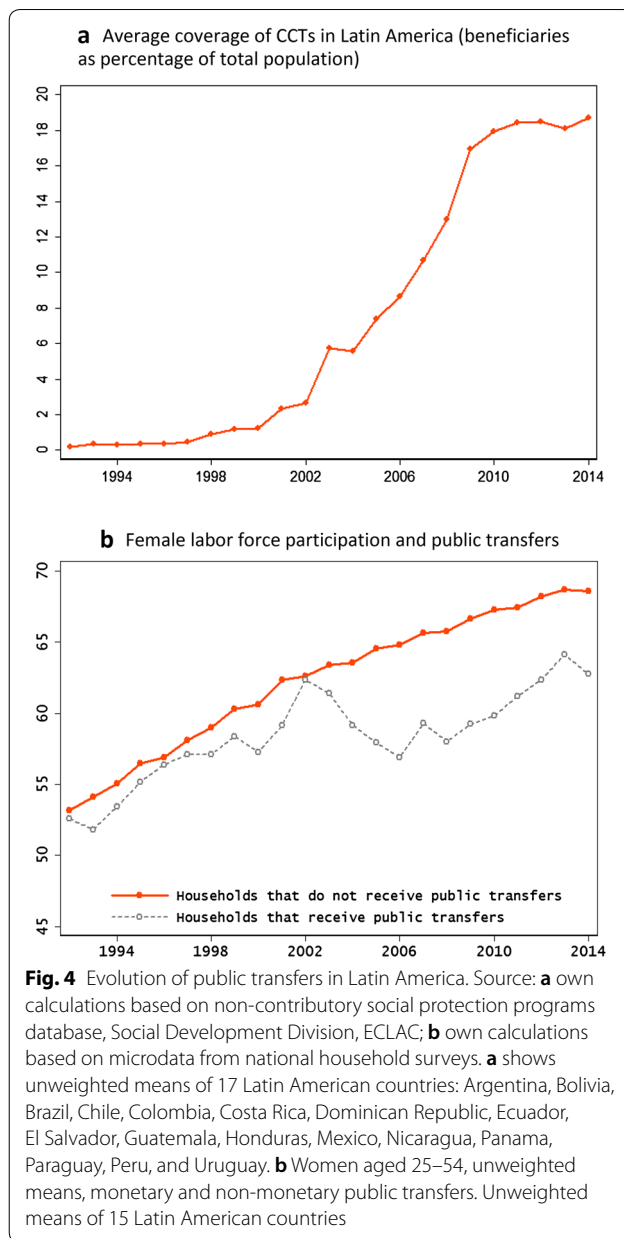 a Average coverage of CCTs in Latin America (beneficiaries
as percentage of total population)
20
18
16
14
12
10
8
6
4
2
0
1994 1998 2002 2006 2010 2014
b Female labor force participation and public transfers
70
65
60
55
50
45
Households that do not receive public transfers
Households that receive public transfers
1994 1998 2002 2006 2010 2014
Fig. 4 Evolution of public transfers in Latin America. Source: a own
calculations based on non-contributory social protection programs
database, Social Development Division, ECLAC; b own calculations
based on microdata from national household surveys. a shows
unweighted means of 17 Latin American countries: Argentina, Bolivia,
Brazil, Chile, Colombia, Costa Rica, Dominican Republic, Ecuador,
El Salvador, Guatemala, Honduras, Mexico, Nicaragua, Panama,
Paraguay, Peru, and Uruguay. b Women aged 25–54, unweighted
means, monetary and non-monetary public transfers. Unweighted
means of 15 Latin American countries